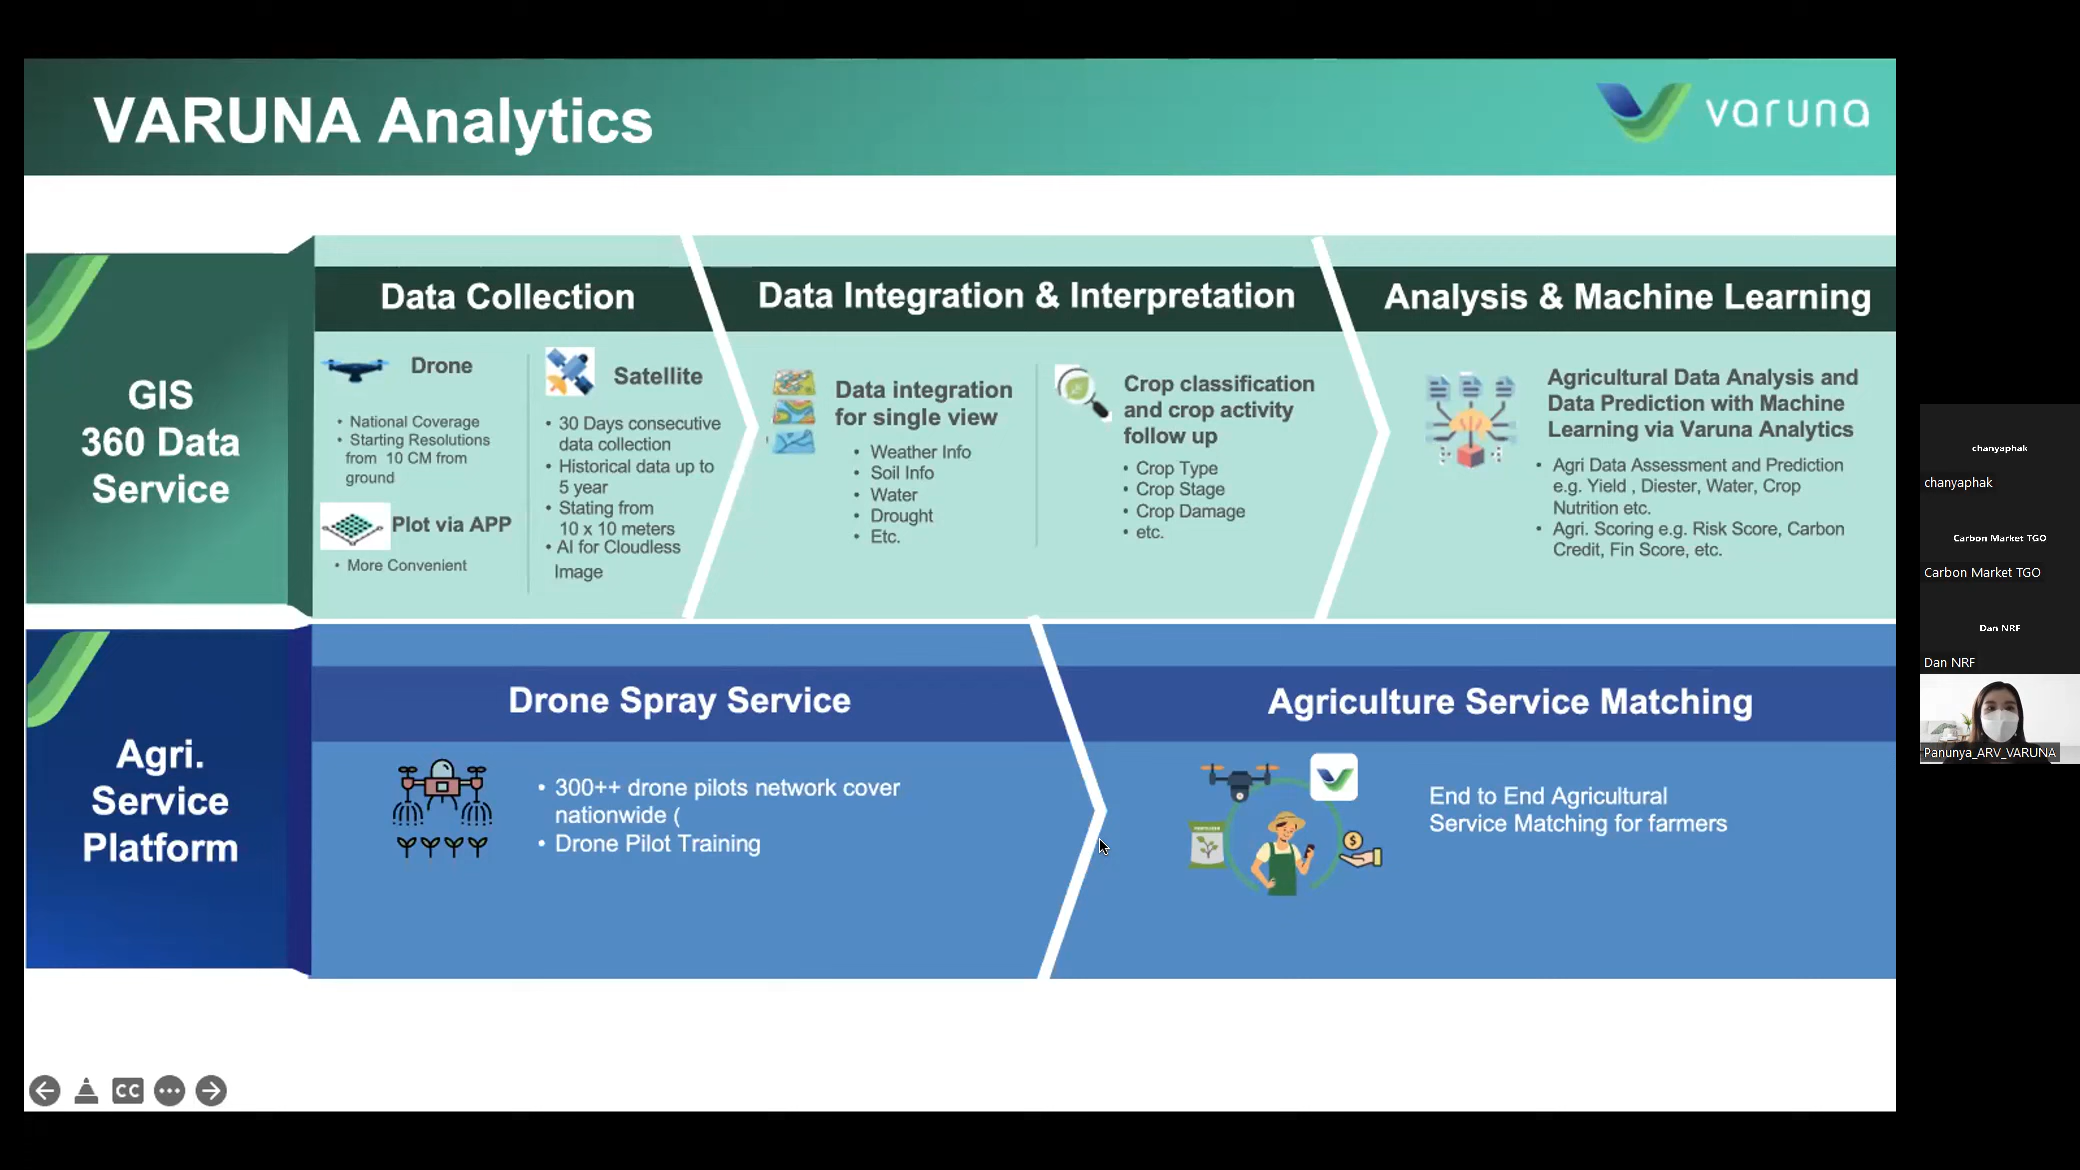 VARUNA Analytics
varuna
GIS
360 Data
Service
Data Collection
Drone
• National Coverage
• Starting Resolutions
from 10 CM from
ground
Plot via APP
• More Convenient
Satellite
• 30 Days consecutive
data collection
• Historical data up to
5 year
• Stating from
10 x 10 meters
• AI for Cloudless
Image
Data Integration & Interpretation
Data integration
for single view
• Weather Info
• Soil Info
• Water
• Drought
• Etc.
Crop classification
and crop activity
follow up
• Crop Type
• Crop Stage
• Crop Damage
• etc.
Analysis & Machine Learning
Agricultural Data Analysis and
Data Prediction with Machine
Learning via Varuna Analytics
• Agri Data Assessment and Prediction
e.g. Yield , Diester, Water, Crop
Nutrition etc.
• Agri. Scoring e.g. Risk Score, Carbon
Credit, Fin Score, etc.
Agri.
Service
Platform
Drone Spray Service
• 300++ drone pilots network cover
nationwide (
• Drone Pilot Training
Agriculture Service Matching
End to End Agricultural
Service Matching for farmers
CC
chanyaphak
chanyaphak
Carbon Market TGO
Carbon Market TGO
Dan NRF
Dan NRF
Panunya_ARV_VARUNA